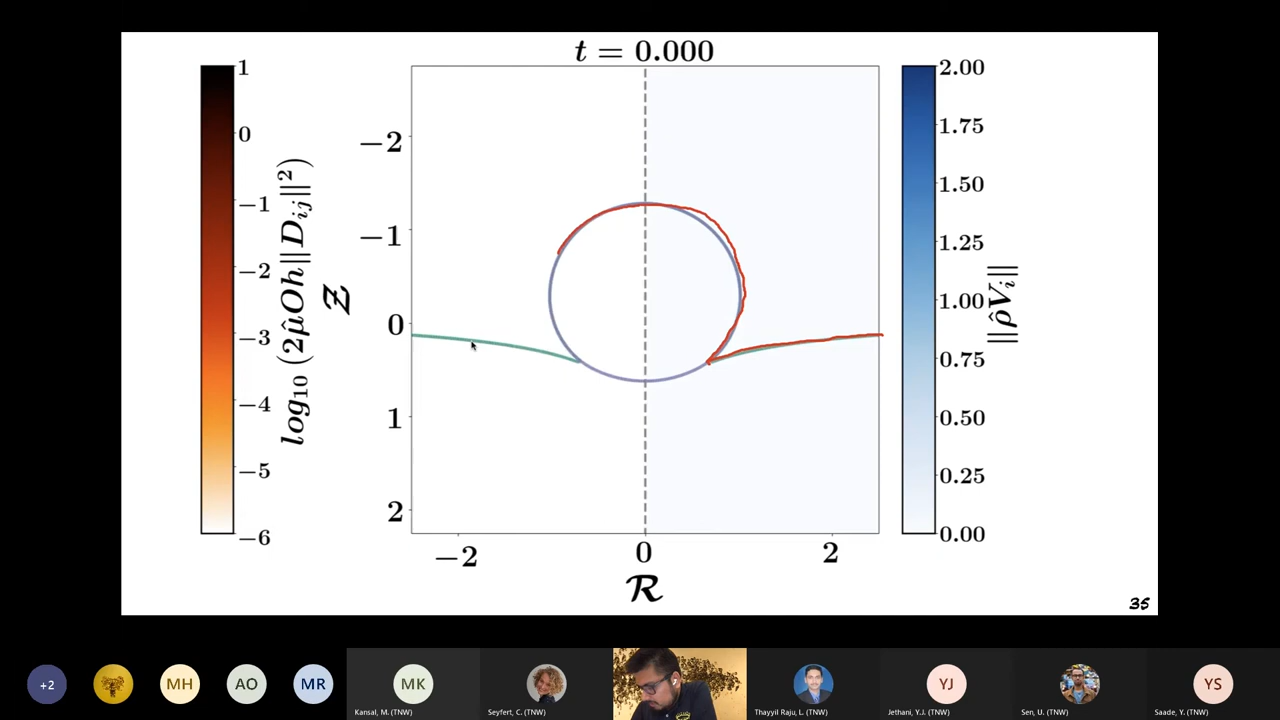 t = 0.000
1
0
−1
−2
−3
−4
−5
−6
log10 (2μ̂Oh||Dij||²)
−2
−1
0
1
2
Z
−2
0
2
R
2.00
1.75
1.50
1.25
1.00
0.75
0.50
0.25
0.00
||ρ̂Vi||
35
+2
MH
AO
MR
MK
Kansal, M. (TNW)
Seyfert, C. (TNW)
Thayyil Raju, L. (TNW)
YJ
Jethani, Y.J. (TNW)
Sen, U. (TNW)
YS
Saade, Y. (TNW)